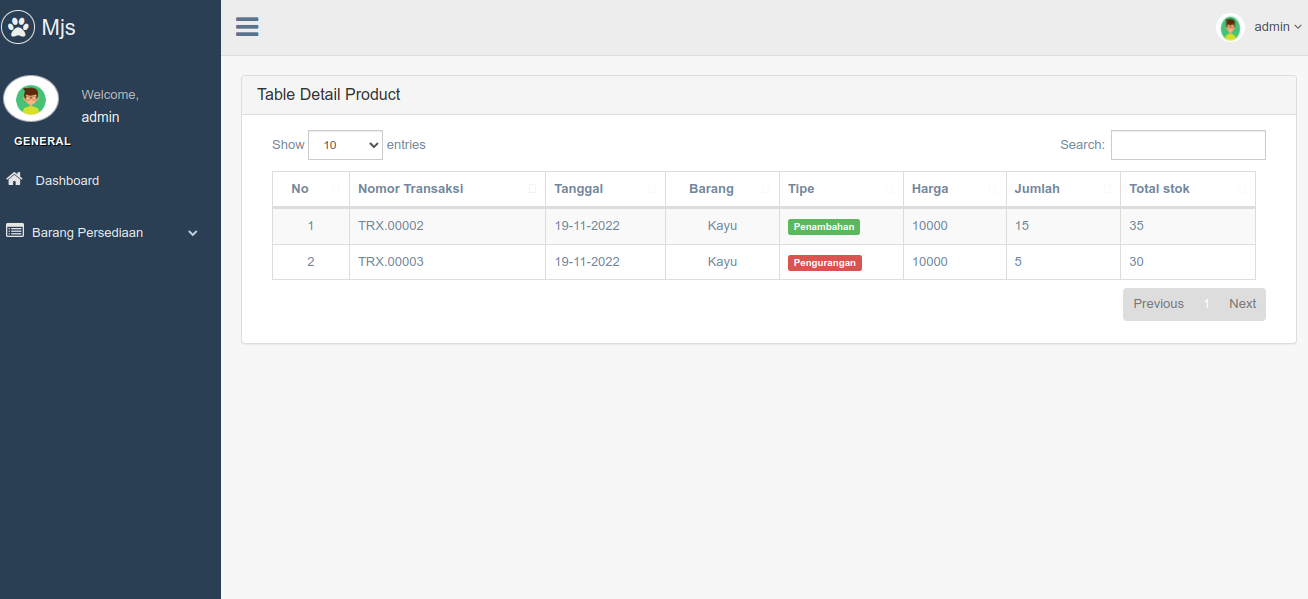 Mjs
admin
Welcome,
admin
GENERAL
Dashboard
Barang Persediaan
Table Detail Product
Show 10 entries
Search:
No Nomor Transaksi Tanggal Barang Tipe Harga Jumlah Total stok
1 TRX.00002 19-11-2022 Kayu Penambahan 10000 15 35
2 TRX.00003 19-11-2022 Kayu Pengurangan 10000 5 30
Previous 1 Next